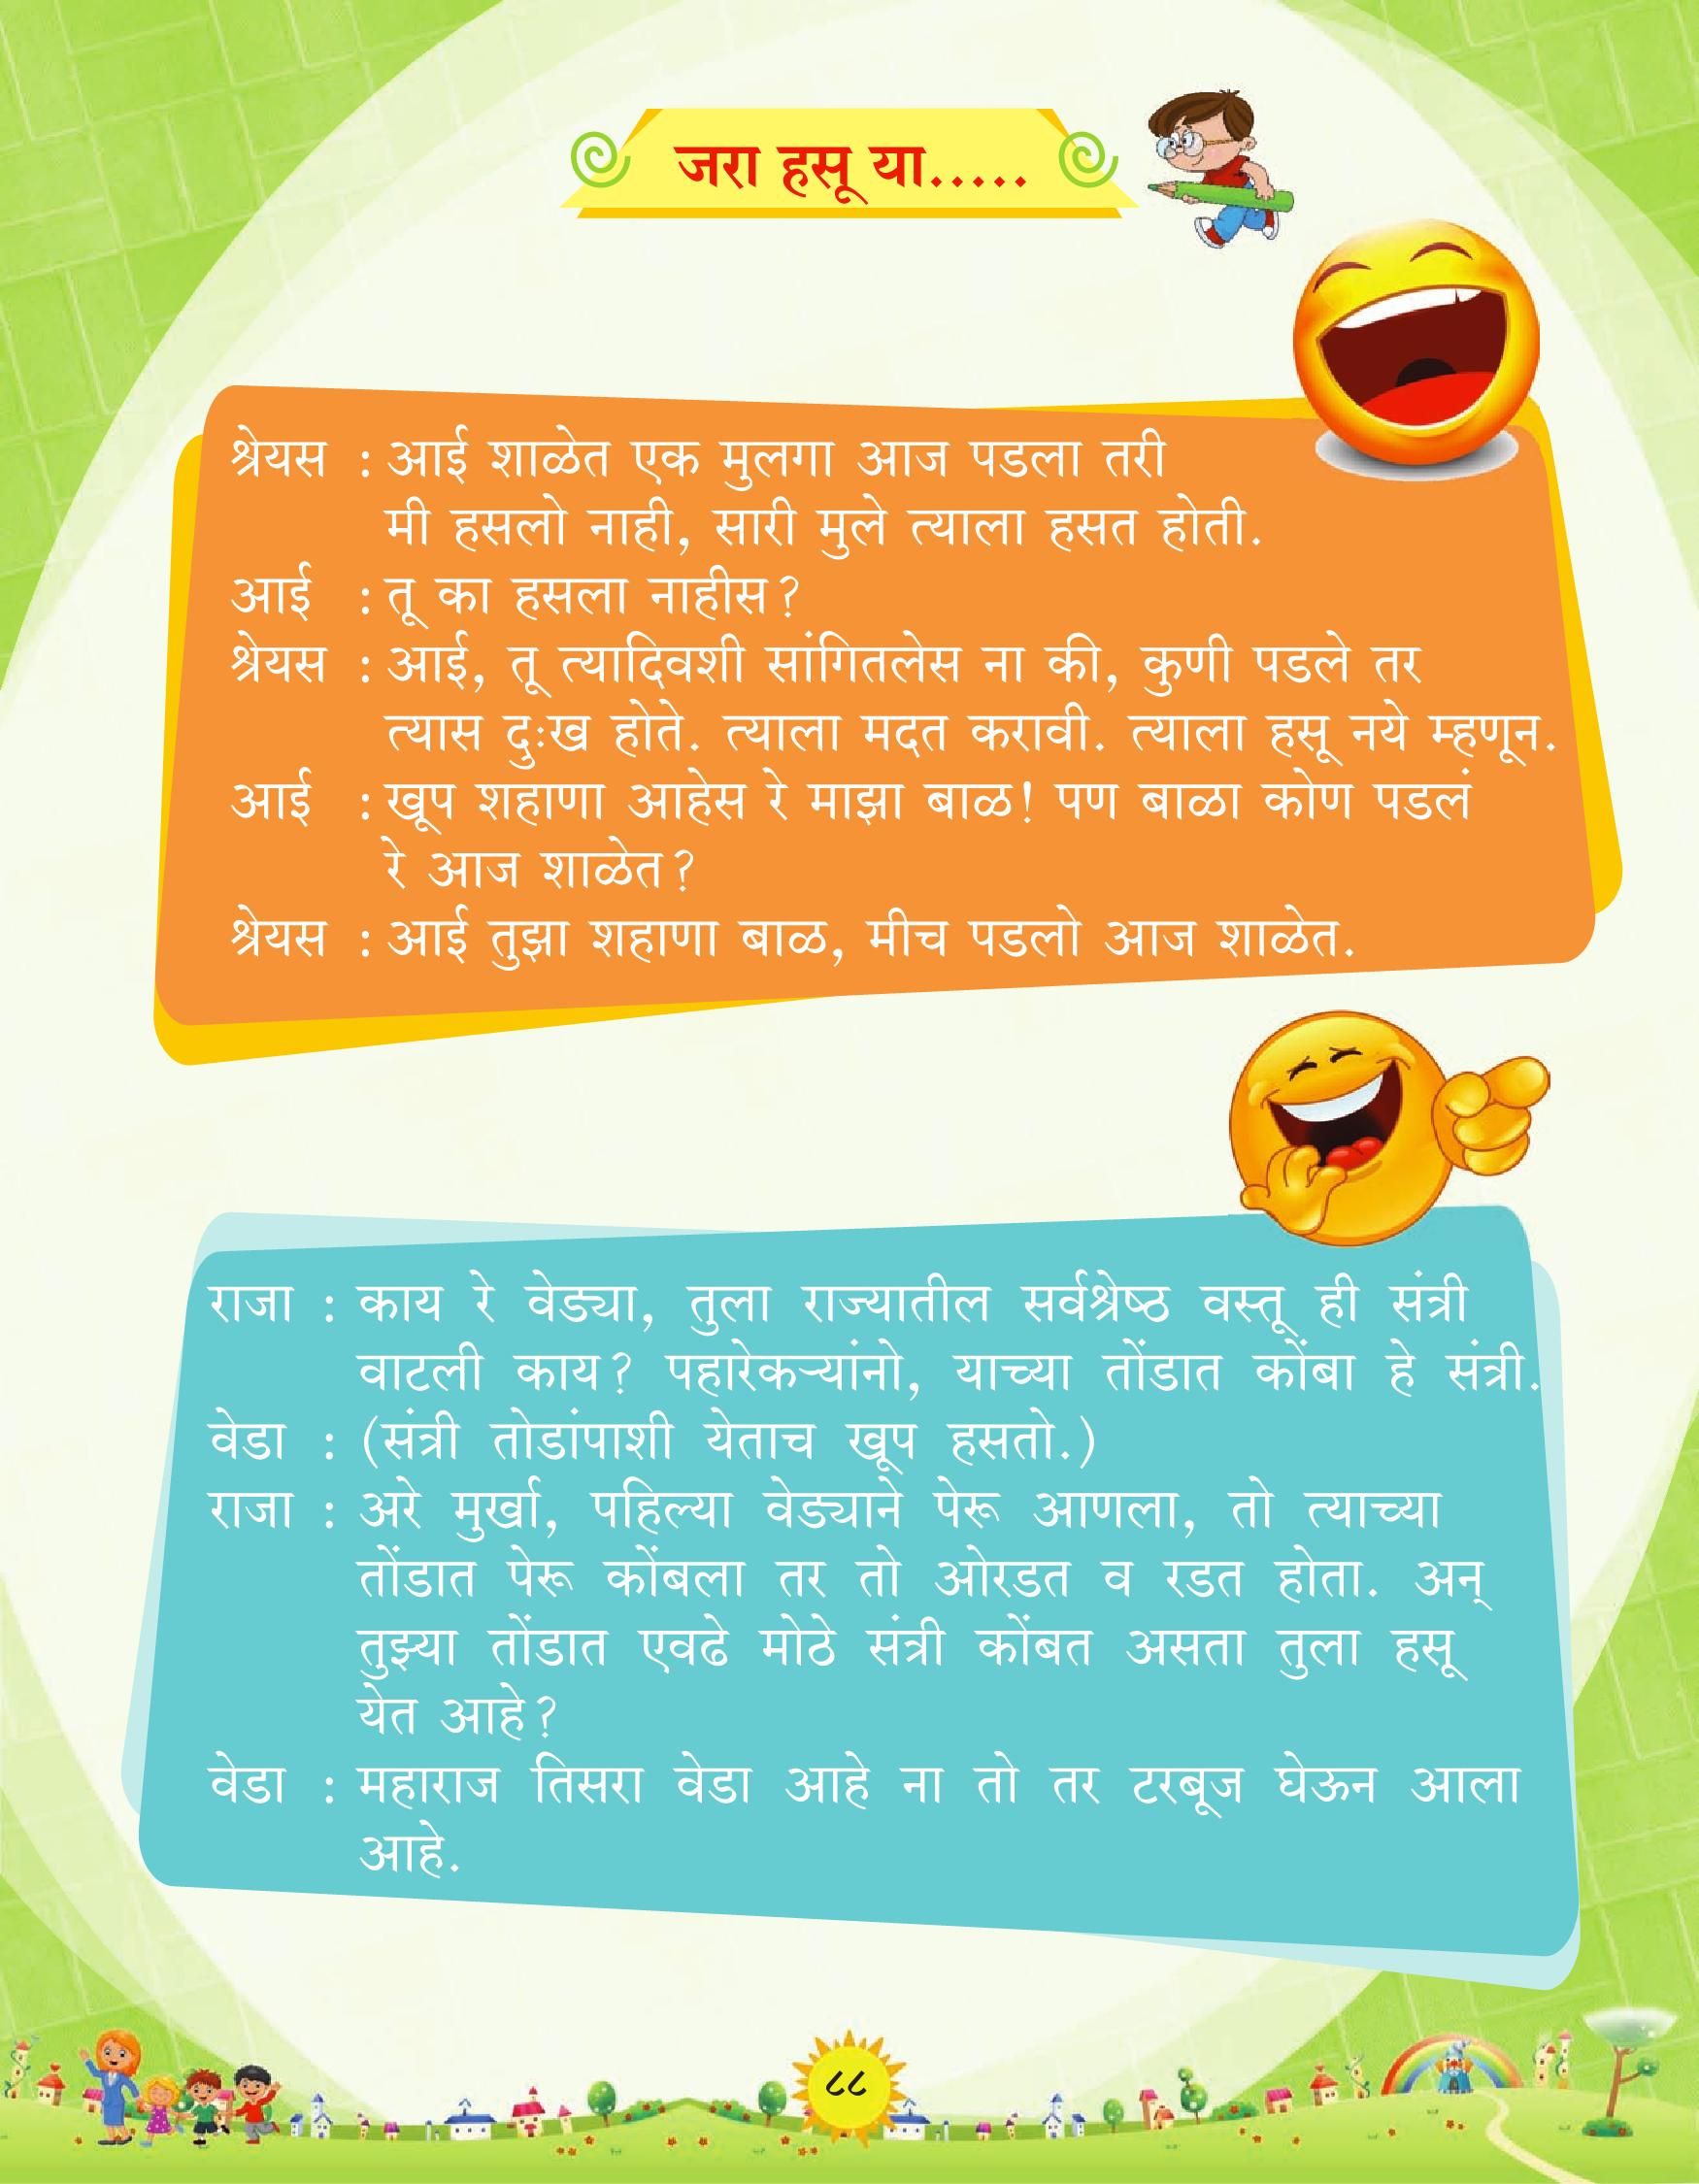 जरा हसू या.....
श्रेयस : आई शाळेत एक मुलगा आज पडला तरी
मी हसलो नाही, सारी मुले त्याला हसत होती.
आई : तू का हसला नाहीस?
श्रेयस : आई, तू त्यादिवशी सांगितलेस ना की, कुणी पडले तर
त्यास दुःख होते. त्याला मदत करावी. त्याला हसू नये म्हणून.
आई : खूप शहाणा आहेस रे माझा बाळ! पण बाळा कोण पडलं
रे आज शाळेत?
श्रेयस : आई तुझा शहाणा बाळ, मीच पडलो आज शाळेत.
राजा : काय रे वेड्या, तुला राज्यातील सर्वश्रेष्ठ वस्तू ही संत्री
वाटली काय? पहारेकऱ्यांनो, याच्या तोंडात कोंबा हे संत्री.
वेडा : (संत्री तोडांपाशी येताच खूप हसतो.)
राजा : अरे मुर्खा, पहिल्या वेड्याने पेरू आणला, तो त्याच्या
तोंडात पेरू कोंबला तर तो ओरडत व रडत होता. अन्
तुझ्या तोंडात एवढे मोठे संत्री कोंबत असता तुला हसू
येत आहे?
वेडा : महाराज तिसरा वेडा आहे ना तो तर टरबूज घेऊन आला
आहे.
८८